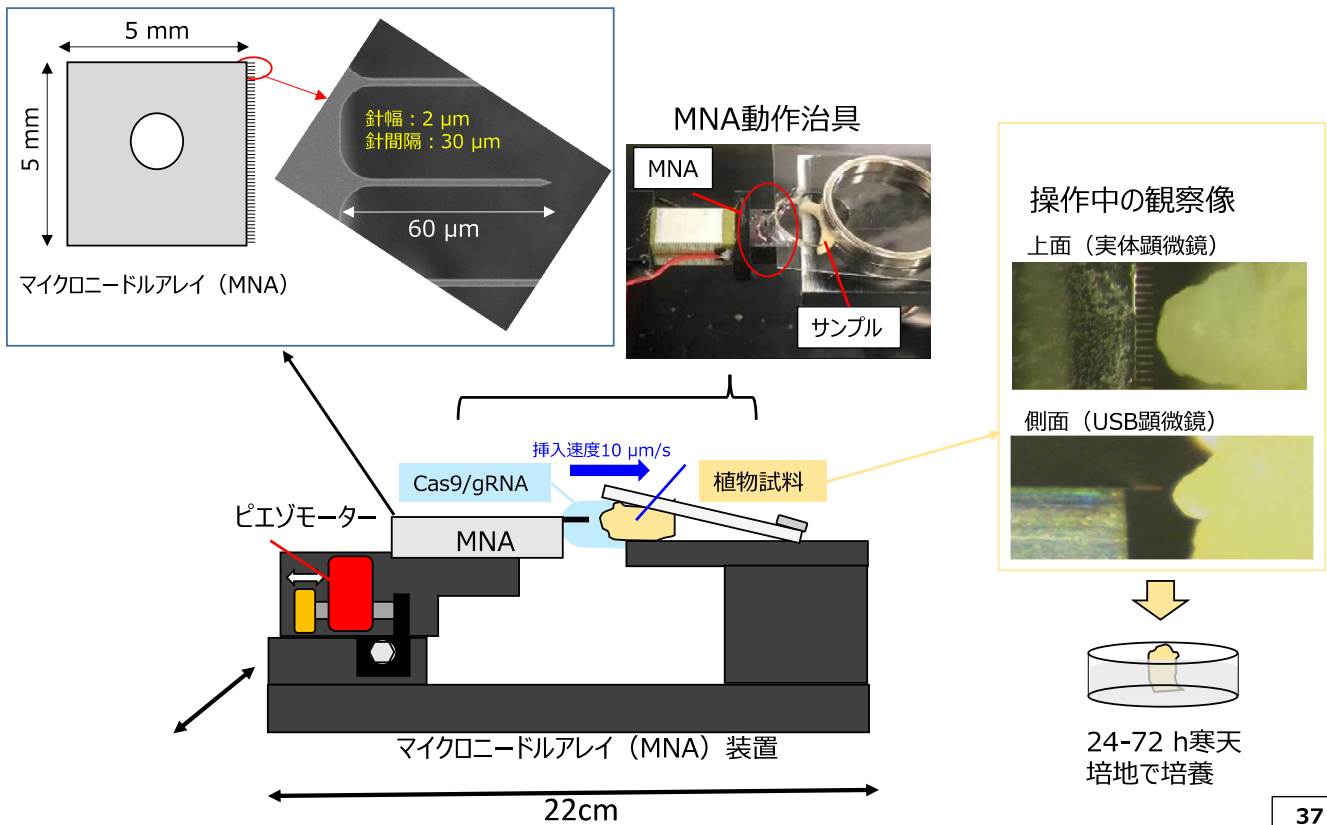 5 mm
5 mm
針幅：2 µm
針間隔：30 µm
60 µm
マイクロニードルアレイ（MNA）
MNA動作治具
MNA
サンプル
操作中の観察像
上面（実体顕微鏡）
側面（USB顕微鏡）
挿入速度10 µm/s
Cas9/gRNA
植物試料
ピエゾモーター
MNA
マイクロニードルアレイ（MNA）装置
22cm
24-72 h寒天
培地で培養
37